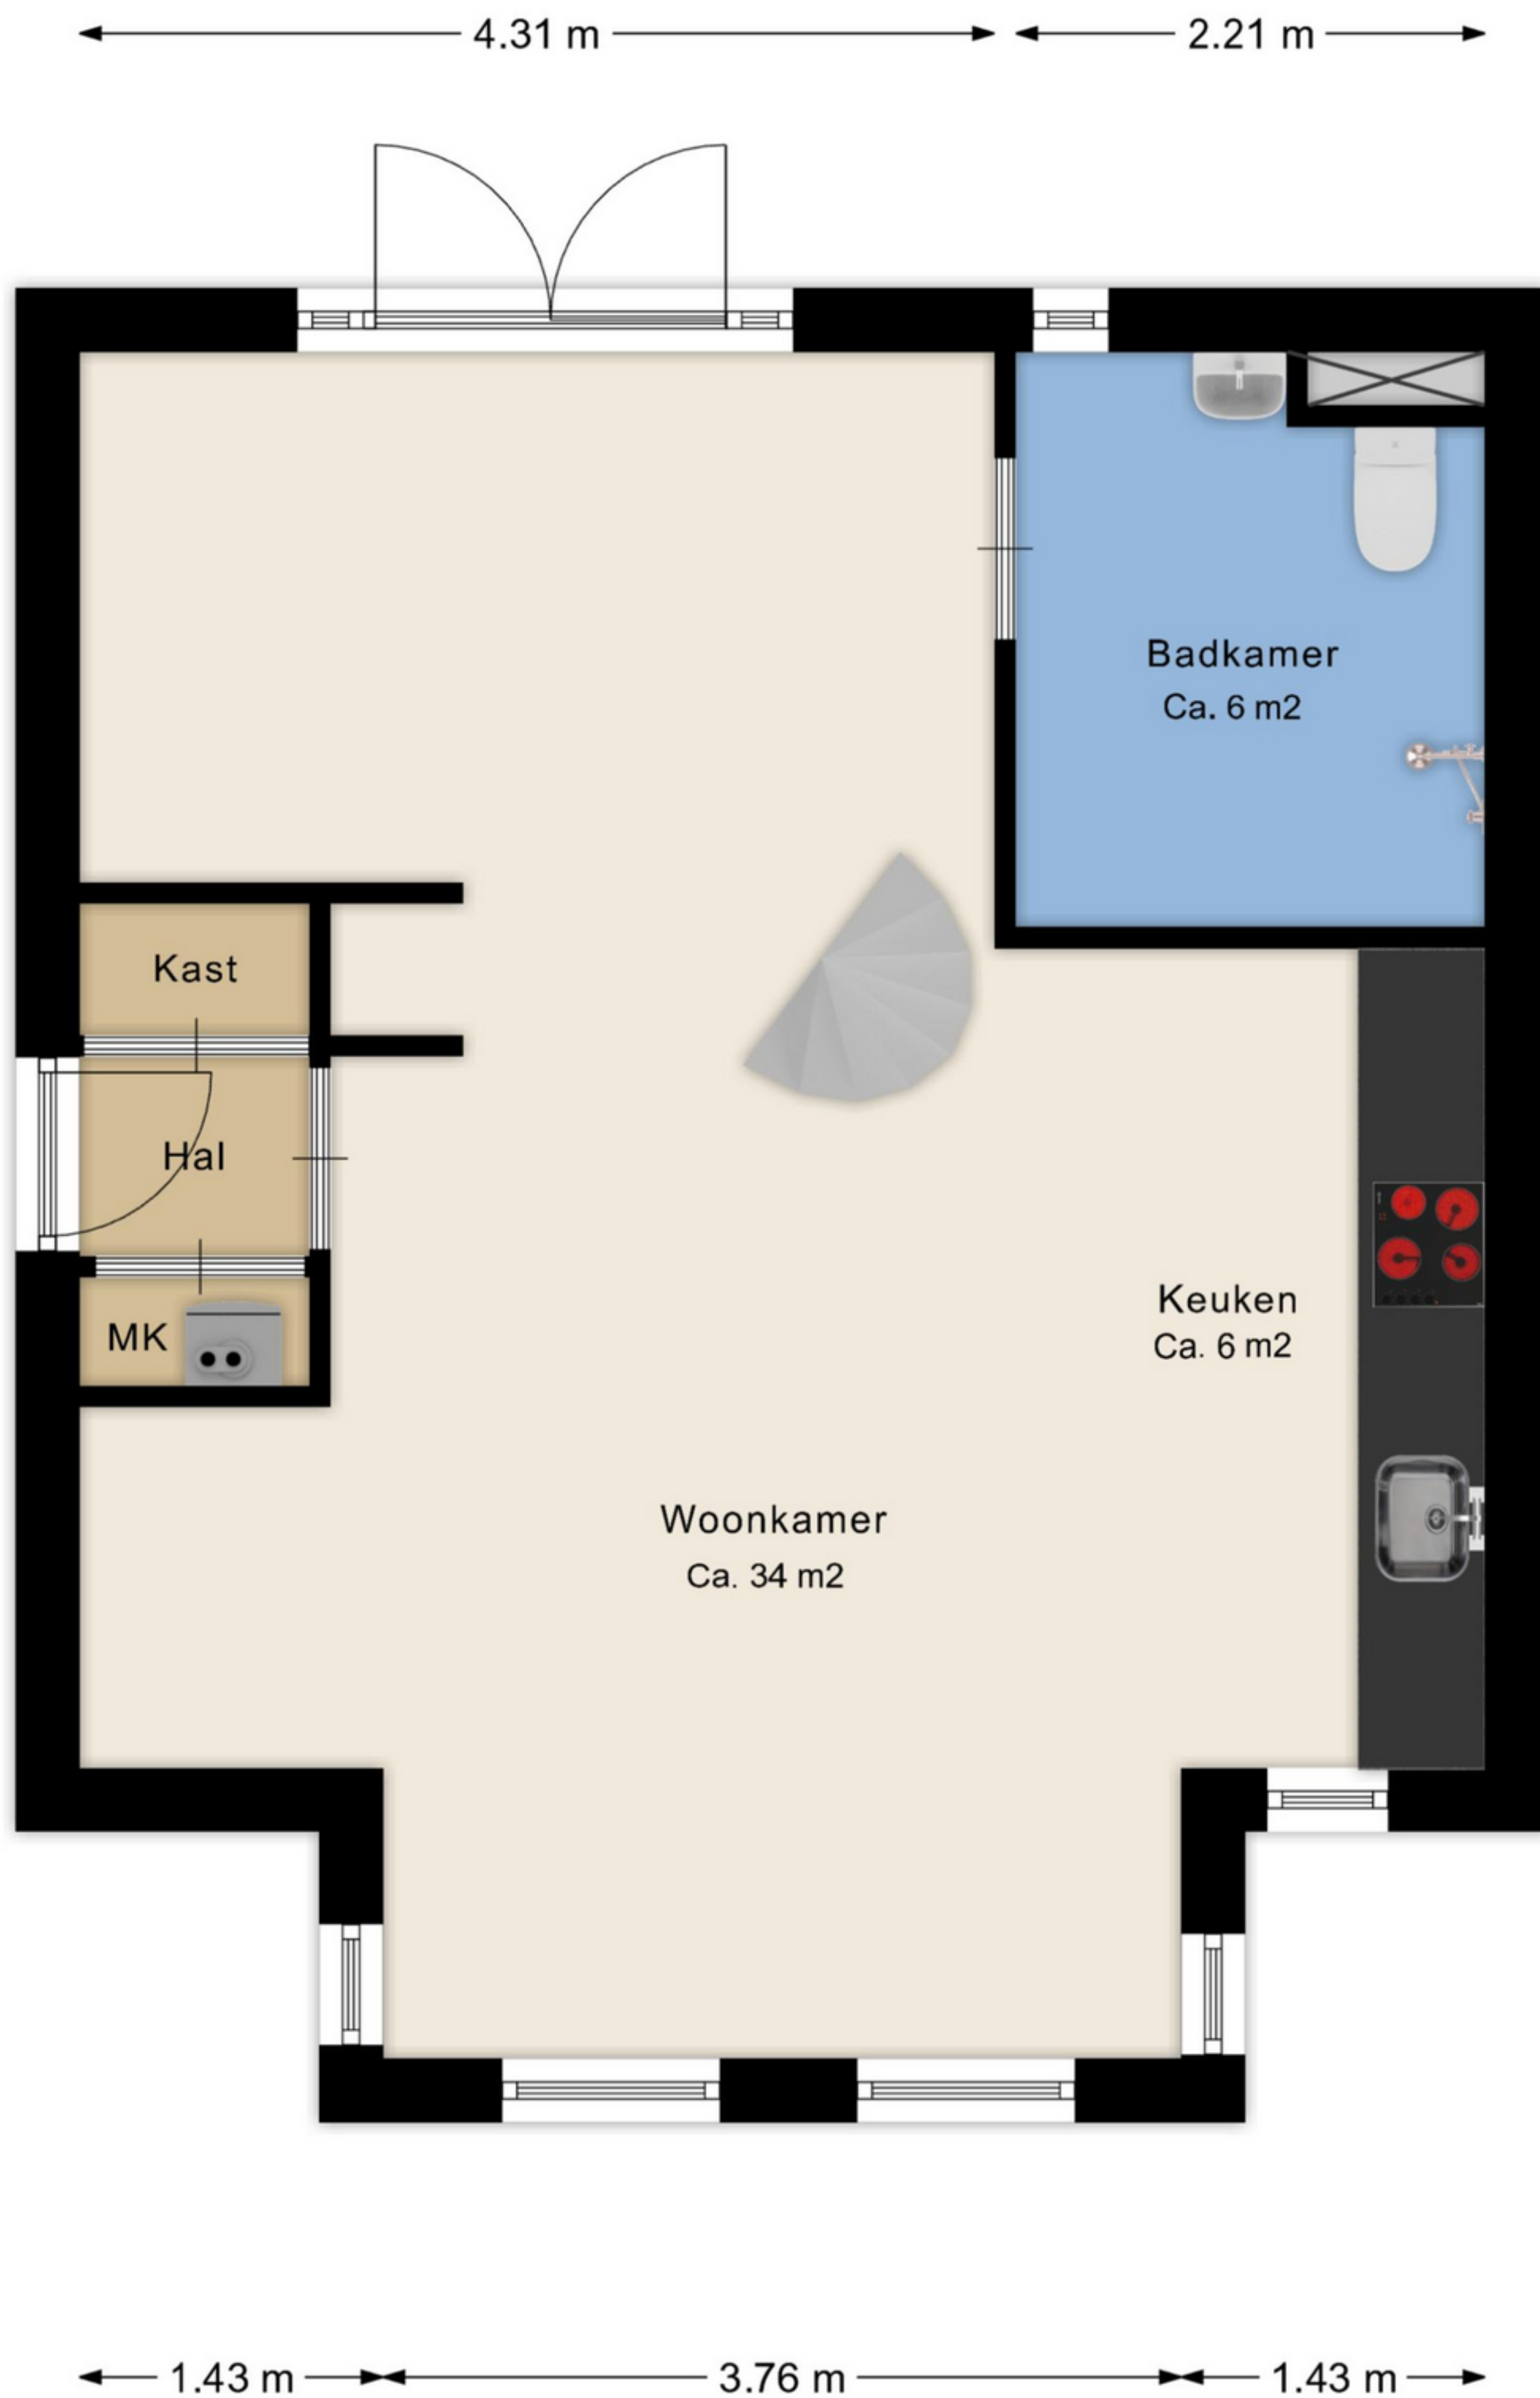 4.31 m
2.21 m
Badkamer
Ca. 6 m2
Kast
Hal
MK
Keuken
Ca. 6 m2
Woonkamer
Ca. 34 m2
1.43 m
3.76 m
1.43 m